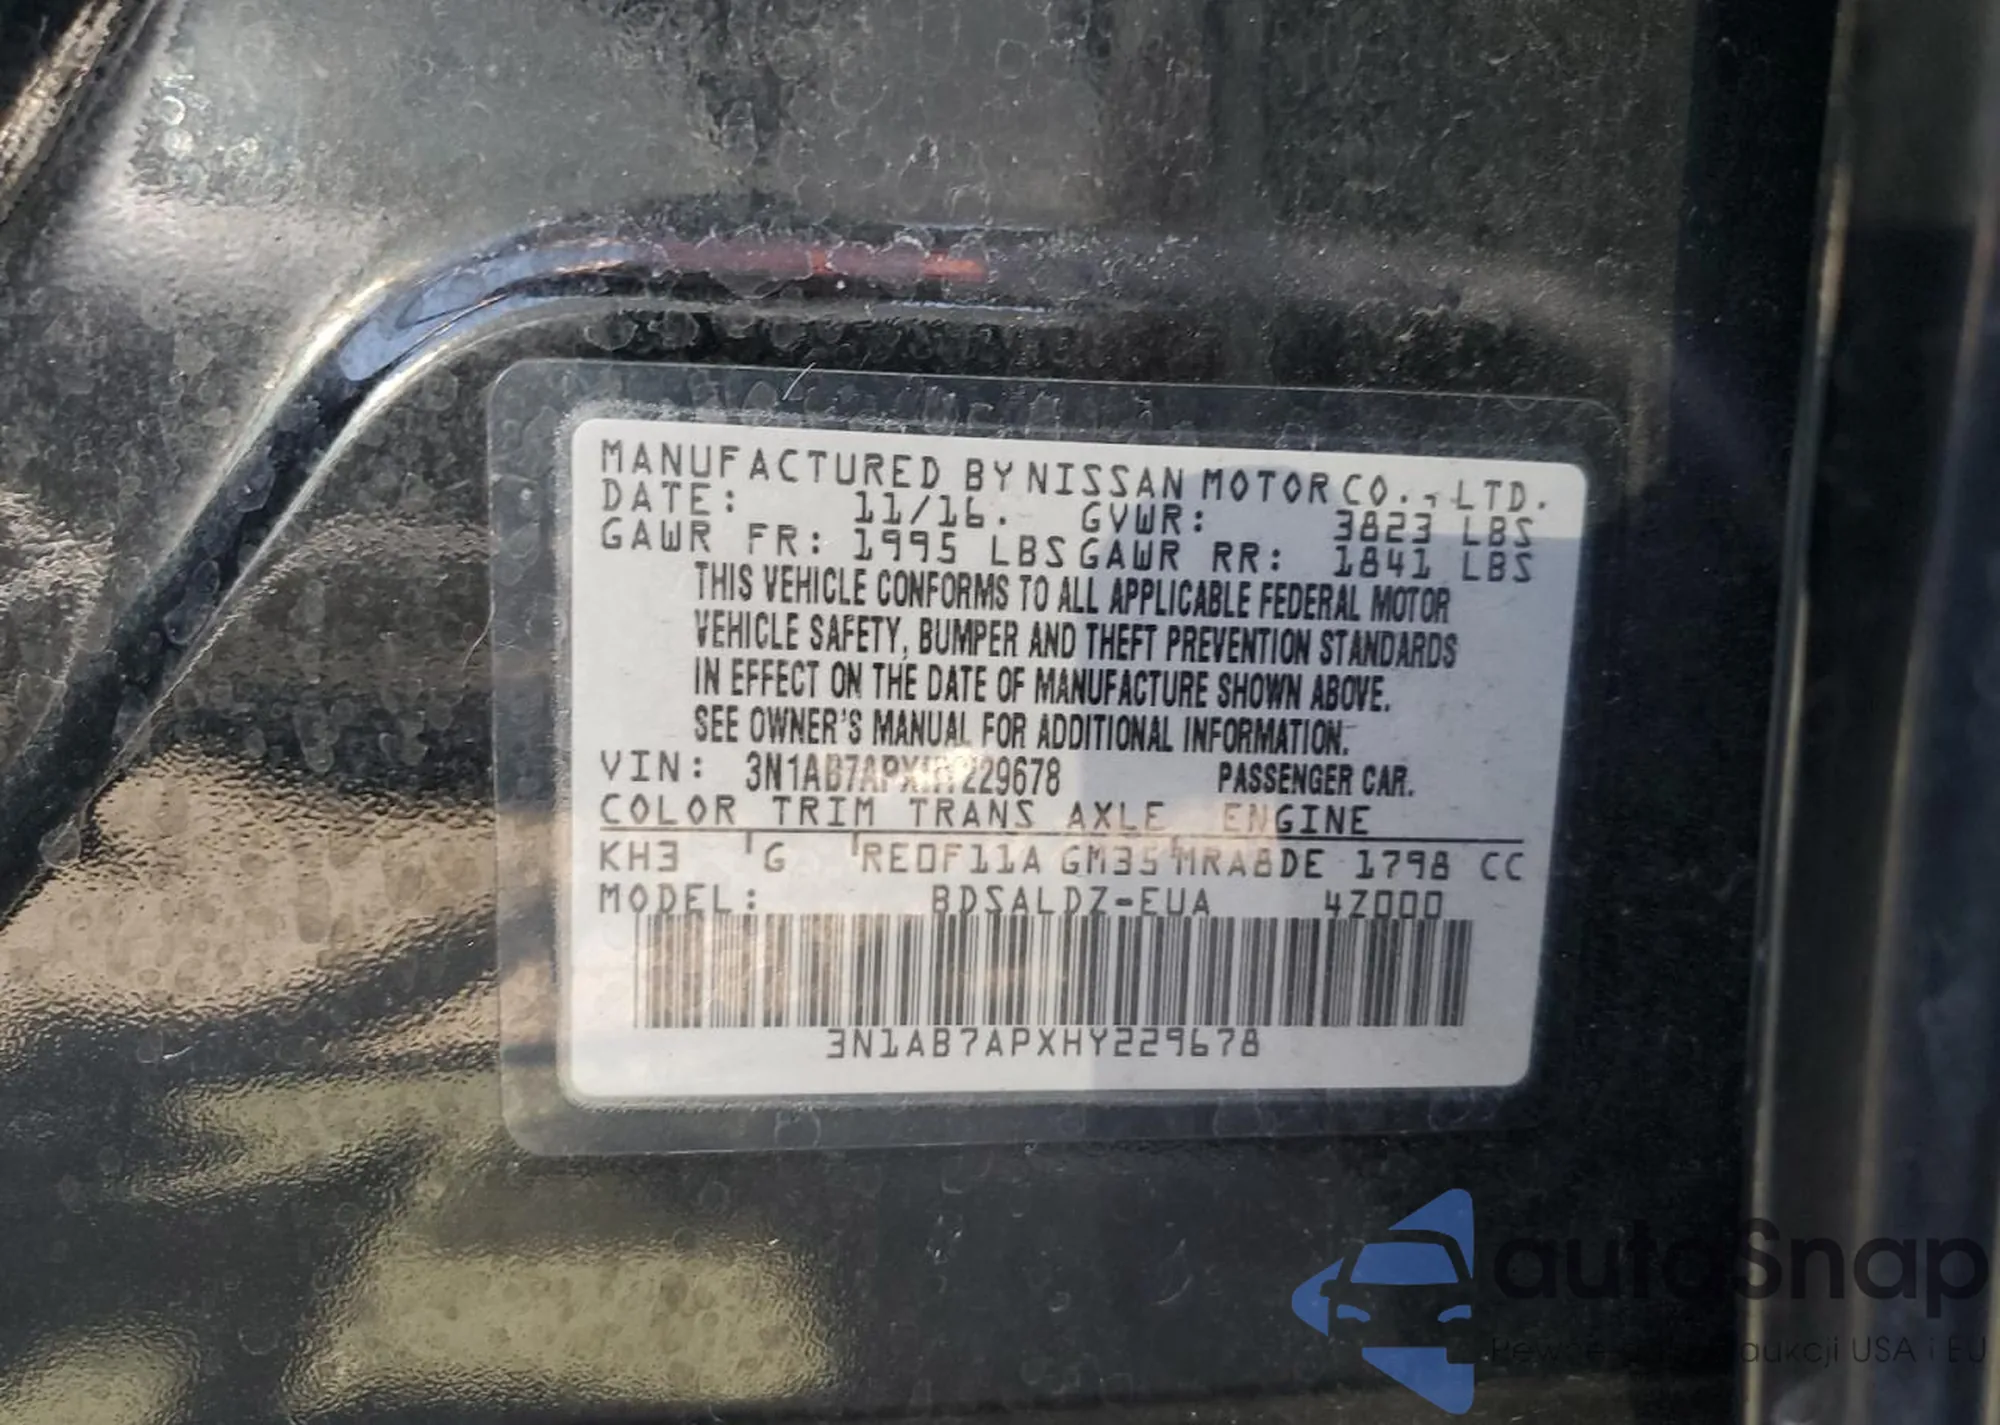 MANUFACTURED BY NISSAN MOTOR CO., LTD.
DATE: 11/16. GVWR: 3823 LBS
GAWR FR: 1995 LBS GAWR RR: 1841 LBS
THIS VEHICLE CONFORMS TO ALL APPLICABLE FEDERAL MOTOR
VEHICLE SAFETY, BUMPER AND THEFT PREVENTION STANDARDS
IN EFFECT ON THE DATE OF MANUFACTURE SHOWN ABOVE.
SEE OWNER'S MANUAL FOR ADDITIONAL INFORMATION.
VIN: 3N1AB7APXHY229678 PASSENGER CAR.
COLOR TRIM TRANS AXLE ENGINE
KH3 G RE0F11A GM35 MRA8DE 1798 CC
MODEL: BDSALDZ-EUA 4Z000
3N1AB7APXHY229678
autoSnap
aukcji USA i EU